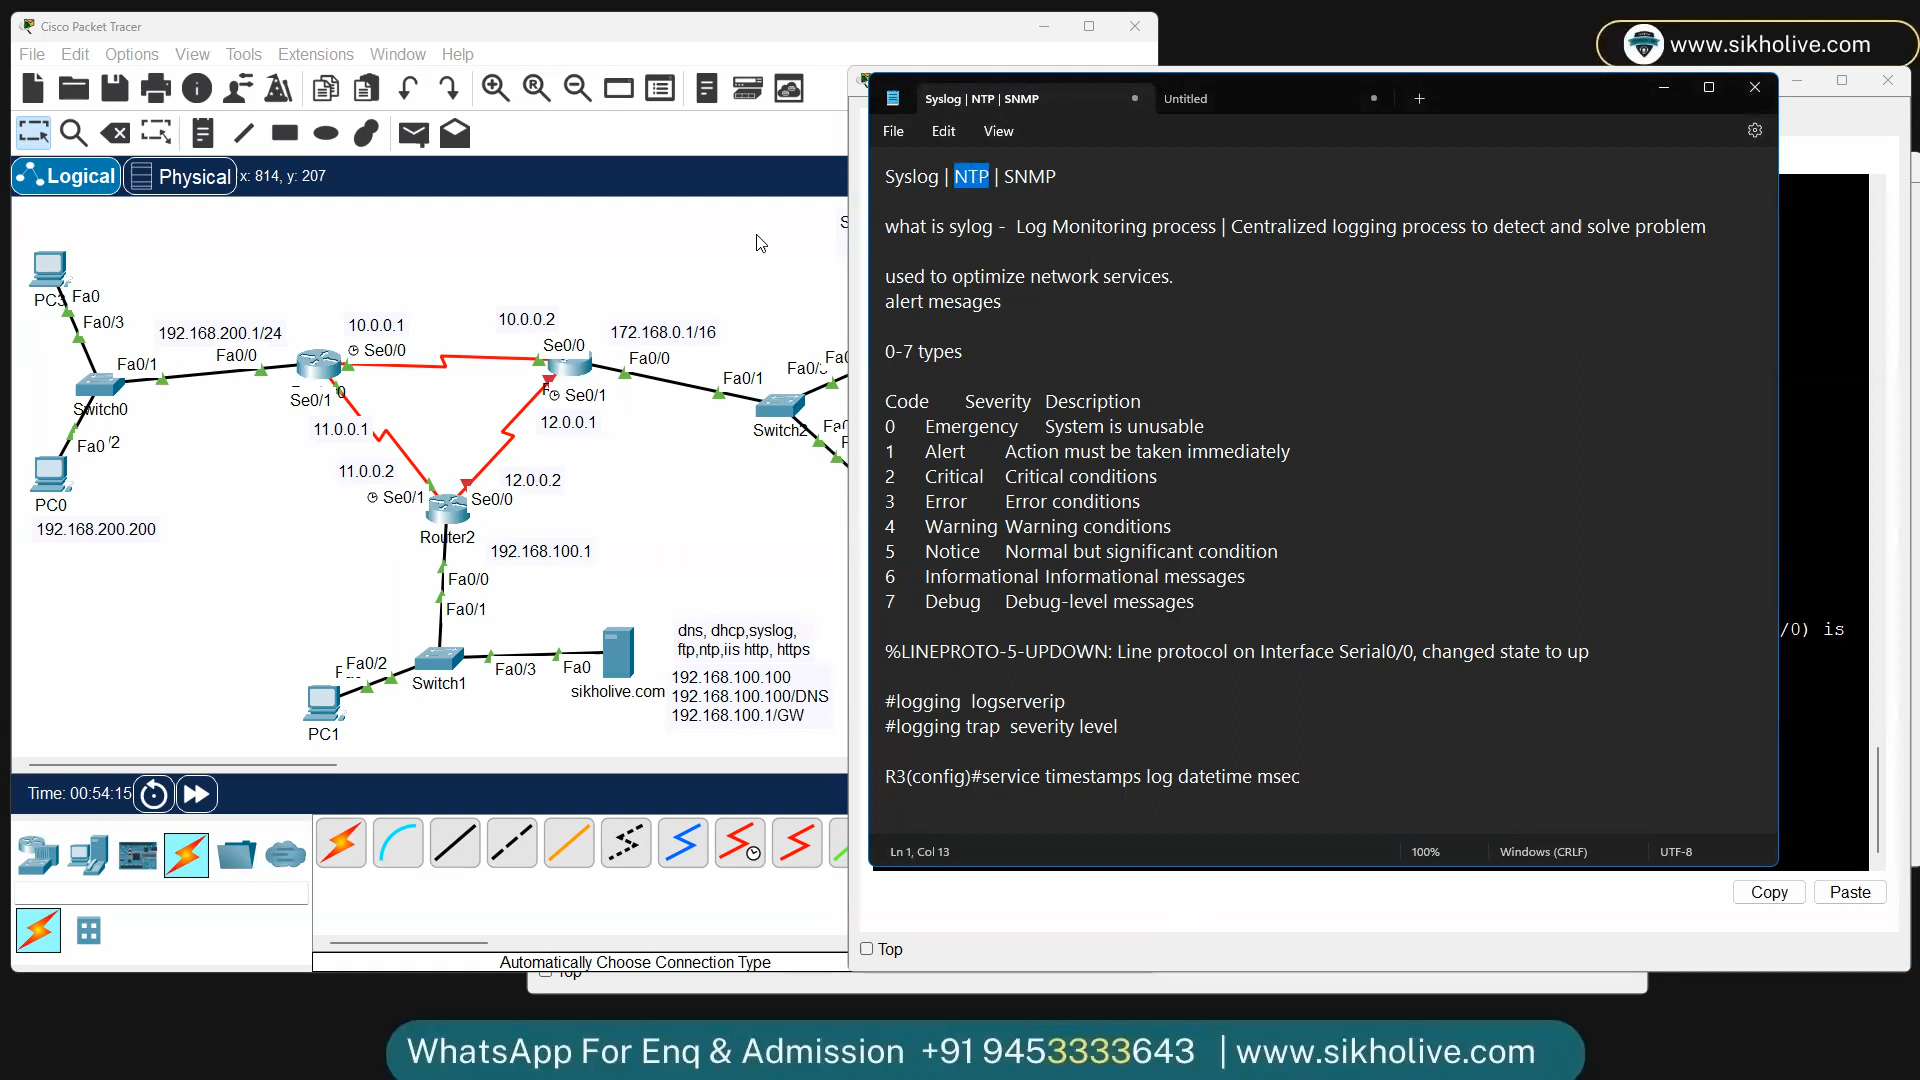 Cisco Packet Tracer
File Edit Options View Tools Extensions Window Help
www.sikholive.com
Logical Physical x: 814, y: 207
S
PC3
Fa0
Fa0/3
192.168.200.1/24
Fa0/0
10.0.0.1
Se0/0
10.0.0.2
Se0/0
172.168.0.1/16
Fa0/0
Fa0/1
Fa0/1
Switch0
Se0/1
0
Se0/1
12.0.0.1
Fa0/1
Switch2
11.0.0.1
11.0.0.2
Se0/1
12.0.0.2
Se0/0
Fa0
/2
PC0
192.168.200.200
Router2
192.168.100.1
Fa0/0
Fa0/1
dns, dhcp,syslog,
ftp,ntp,iis http, https
Fa0/2
Switch1
Fa0/3
Fa0
sikholive.com
192.168.100.100
192.168.100.100/DNS
192.168.100.1/GW
PC1
Time: 00:54:15
Automatically Choose Connection Type
Syslog | NTP | SNMP
Untitled
File Edit View
Syslog | NTP | SNMP
what is sylog - Log Monitoring process | Centralized logging process to detect and solve problem
used to optimize network services.
alert mesages
0-7 types
Code Severity Description
0 Emergency System is unusable
1 Alert Action must be taken immediately
2 Critical Critical conditions
3 Error Error conditions
4 Warning Warning conditions
5 Notice Normal but significant condition
6 Informational Informational messages
7 Debug Debug-level messages
%LINEPROTO-5-UPDOWN: Line protocol on Interface Serial0/0, changed state to up
#logging logserverip
#logging trap severity level
R3(config)#service timestamps log datetime msec
Ln 1, Col 13 100% Windows (CRLF) UTF-8
/0) is
Copy Paste
Top
WhatsApp For Enq & Admission +91 9453333643 | www.sikholive.com